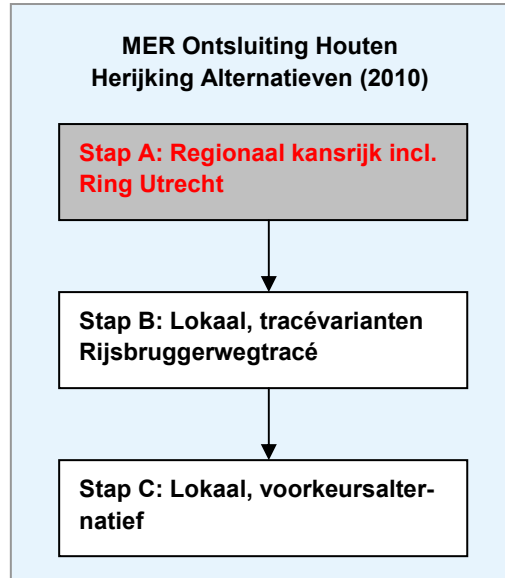 MER Ontsluiting Houten
Herijking Alternatieven (2010)
Stap A: Regionaal kansrijk incl.
Ring Utrecht
Stap B: Lokaal, tracévarianten
Rijsbruggerwegtracé
Stap C: Lokaal, voorkeursalter-
natief